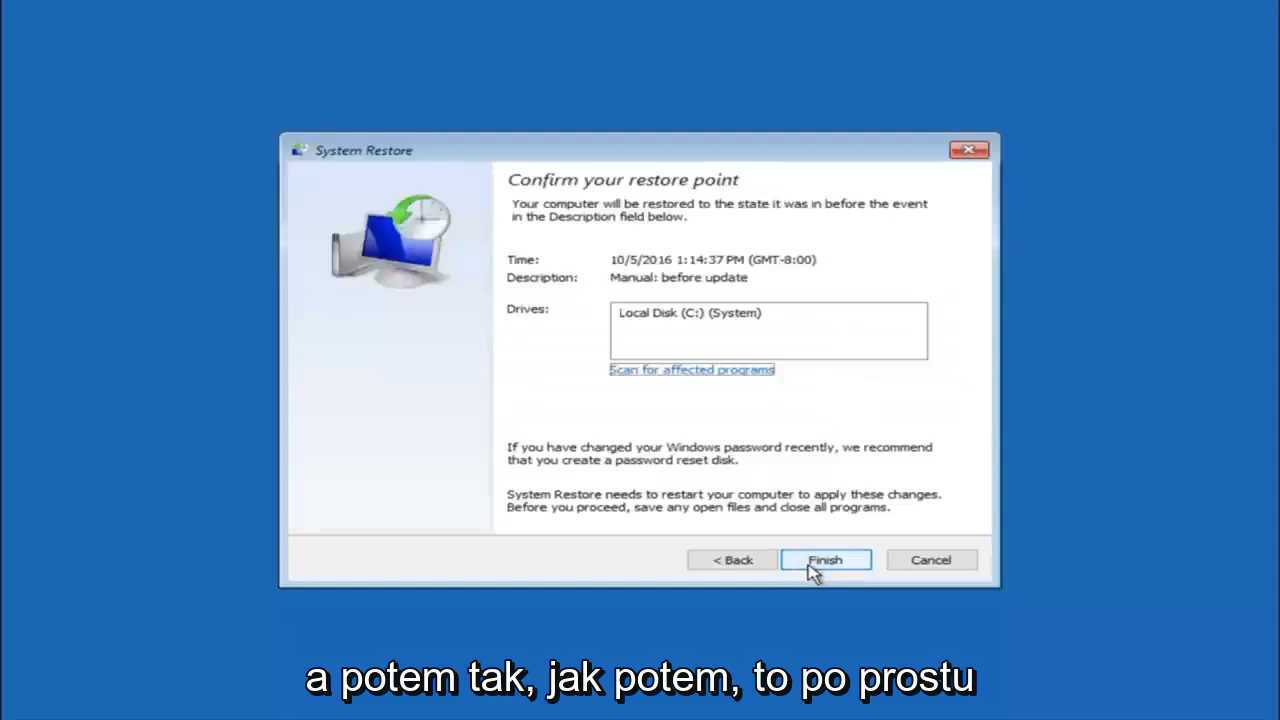 System Restore
Confirm your restore point
Your computer will be restored to the state it was in before the event
in the Description field below.
Time: 10/5/2016 1:14:37 PM (GMT-8:00)
Description: Manual: before update
Drives: Local Disk (C:) (System)
Scan for affected programs
If you have changed your Windows password recently, we recommend
that you create a password reset disk.
System Restore needs to restart your computer to apply these changes.
Before you proceed, save any open files and close all programs.
< Back Finish Cancel
a potem tak, jak potem, to po prostu